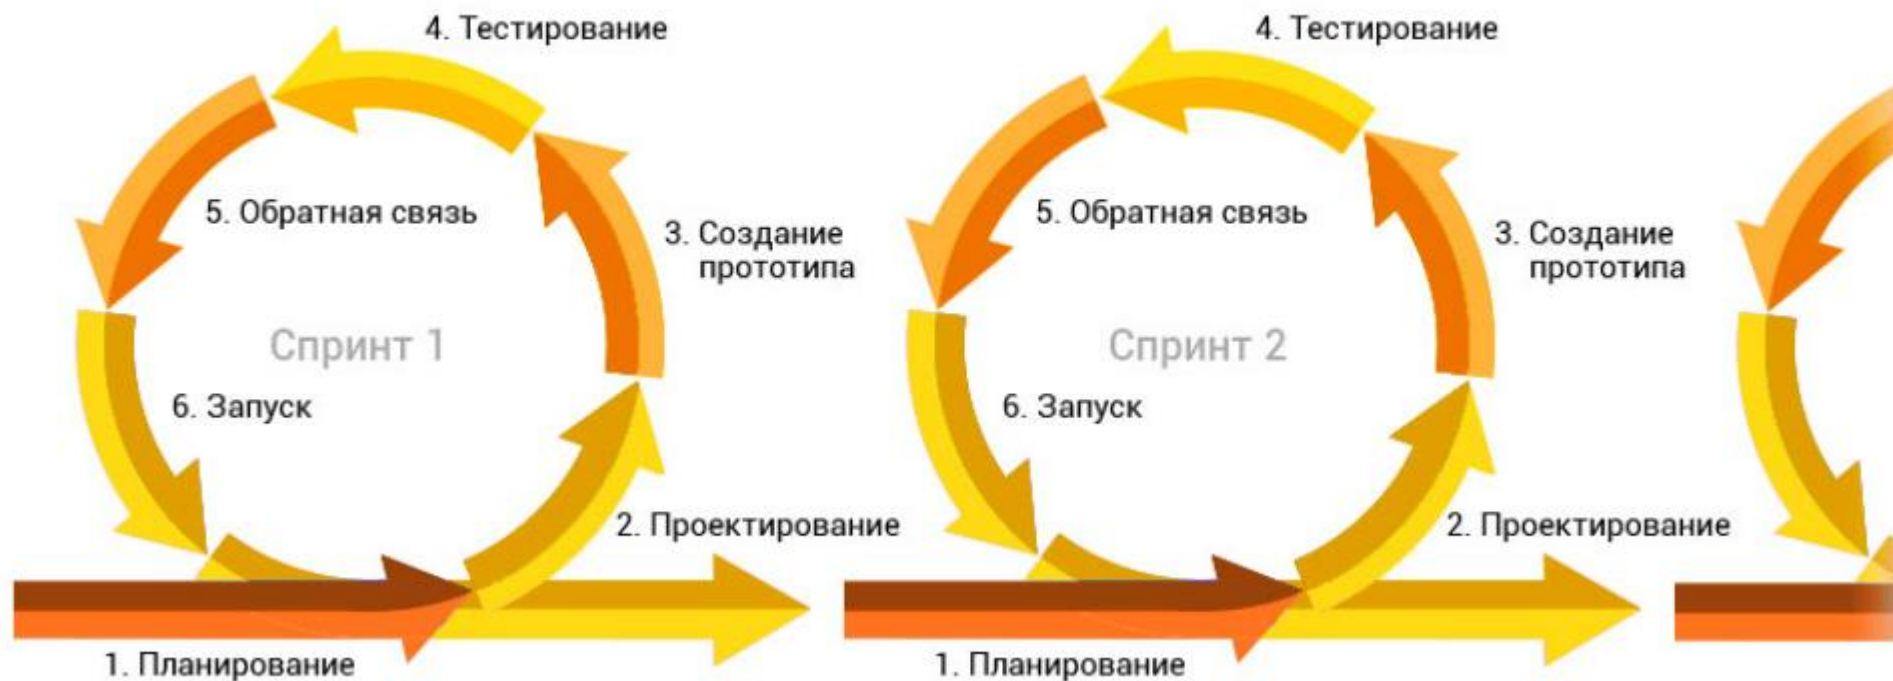 4. Тестирование
5. Обратная связь
3. Создание
прототипа
Спринт 1
6. Запуск
2. Проектирование
1. Планирование
4. Тестирование
5. Обратная связь
3. Создание
прототипа
Спринт 2
6. Запуск
2. Проектирование
1. Планирование